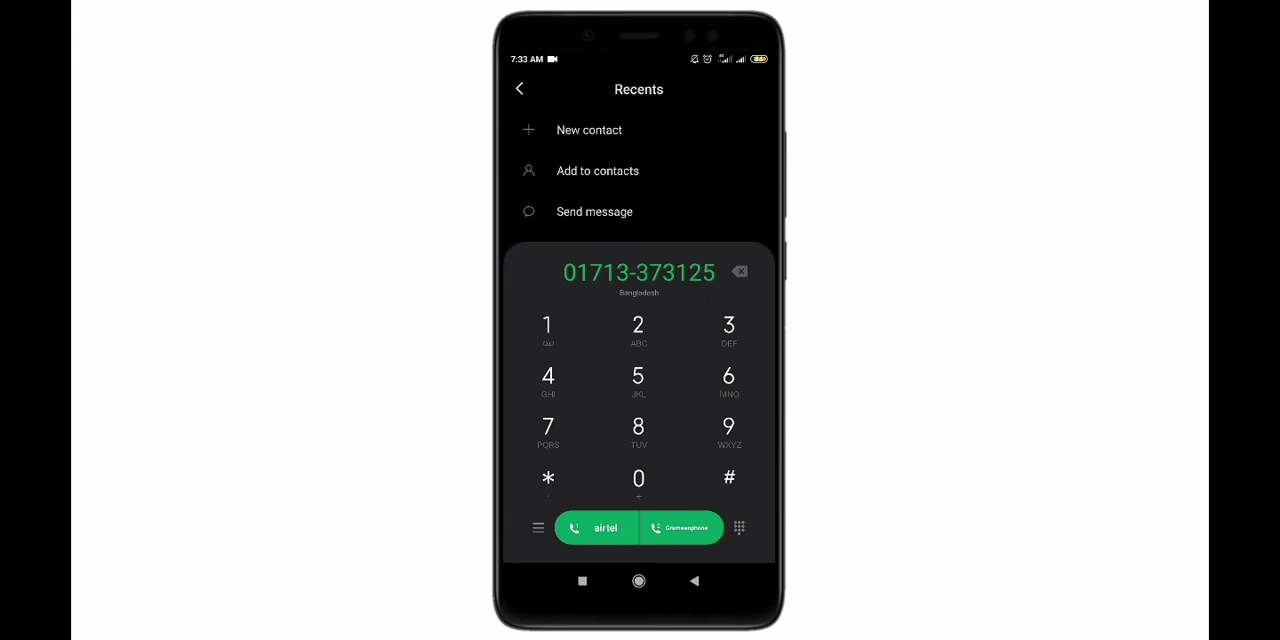 7:33 AM
Recents
New contact
Add to contacts
Send message
01713-373125
Bangladesh
1 2 3
ABC DEF
4 5 6
GHI JKL MNO
7 8 9
PQRS TUV WXYZ
* 0 #
+
airtel Grameenphone